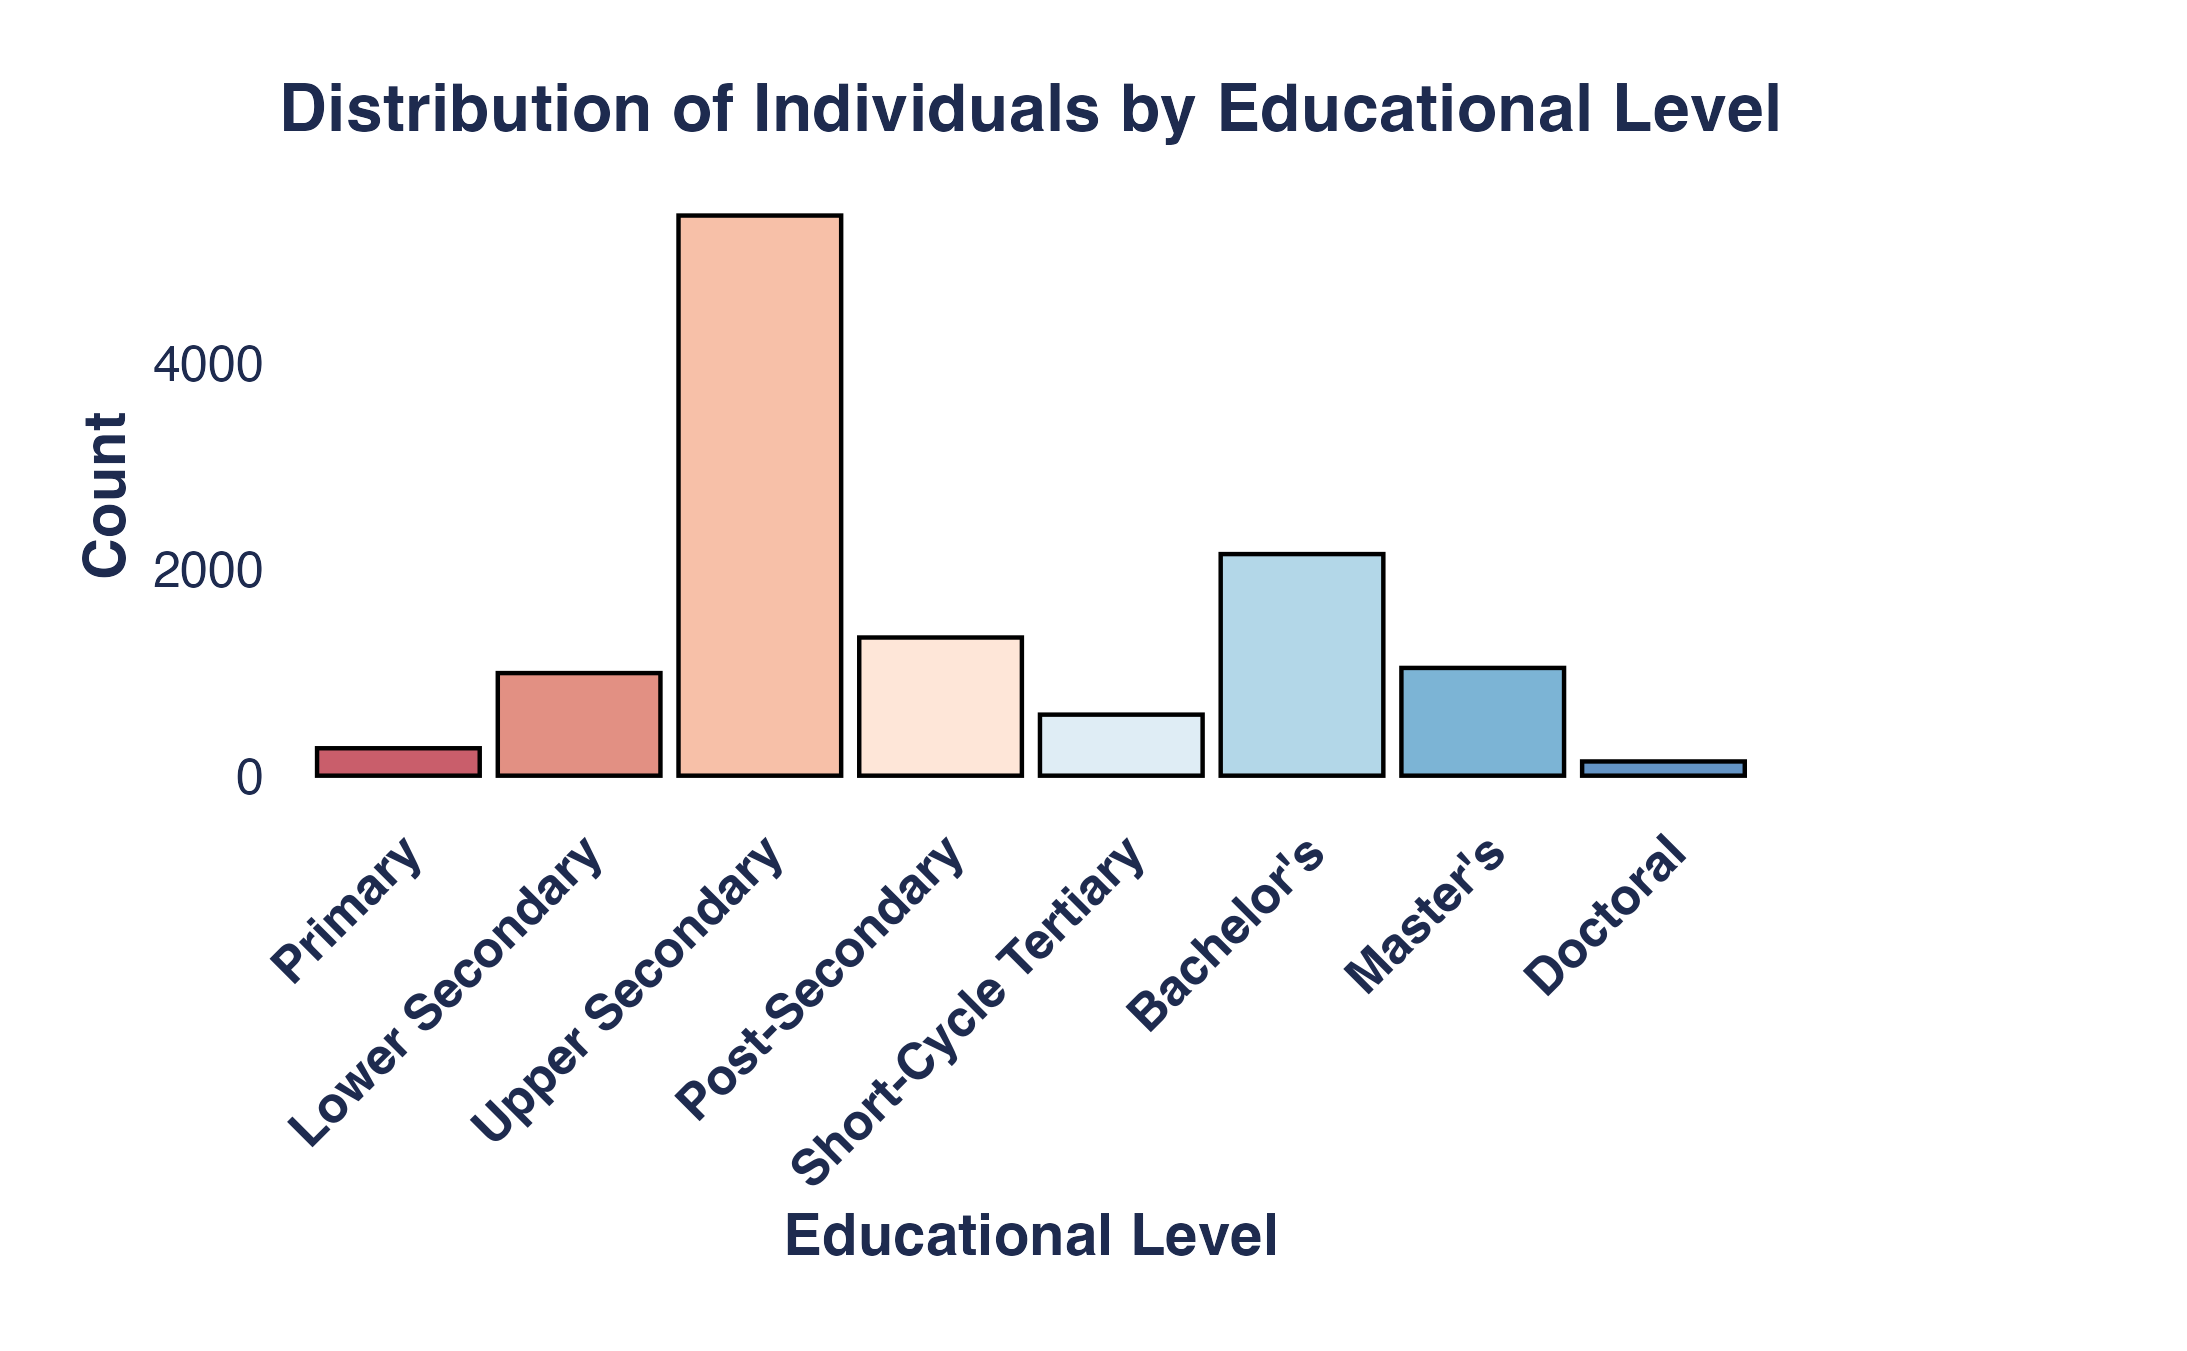 Distribution of Individuals by Educational Level
Count
4000
2000
0
Primary
Lower Secondary
Upper Secondary
Post-Secondary
Short-Cycle Tertiary
Bachelor's
Master's
Doctoral
Educational Level